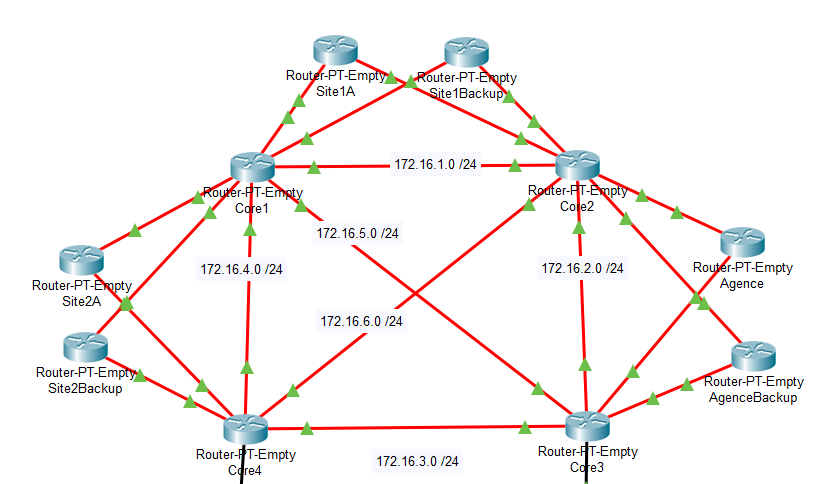 Router-PT-Empty
Site1A
Router-PT-Empty
Site1Backup
172.16.1.0 /24
Router-PT-Empty
Core1
Router-PT-Empty
Core2
172.16.5.0 /24
172.16.4.0 /24
172.16.2.0 /24
Router-PT-Empty
Agence
Router-PT-Empty
Site2A
172.16.6.0 /24
Router-PT-Empty
Site2Backup
Router-PT-Empty
AgenceBackup
Router-PT-Empty
Core4
172.16.3.0 /24
Router-PT-Empty
Core3